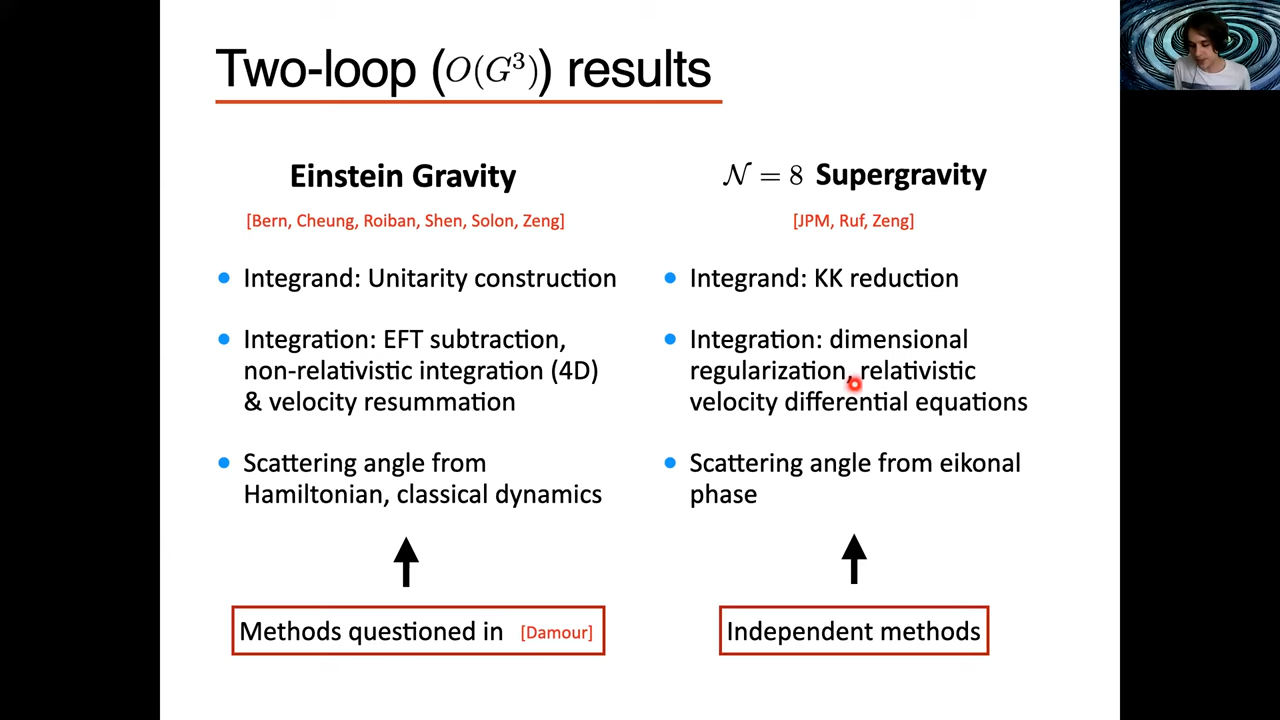 Two-loop (O(G³)) results
Einstein Gravity
[Bern, Cheung, Roiban, Shen, Solon, Zeng]
• Integrand: Unitarity construction
• Integration: EFT subtraction,
non-relativistic integration (4D)
& velocity resummation
• Scattering angle from
Hamiltonian, classical dynamics
Methods questioned in [Damour]
𝒩 = 8 Supergravity
[JPM, Ruf, Zeng]
• Integrand: KK reduction
• Integration: dimensional
regularization, relativistic
velocity differential equations
• Scattering angle from eikonal
phase
Independent methods